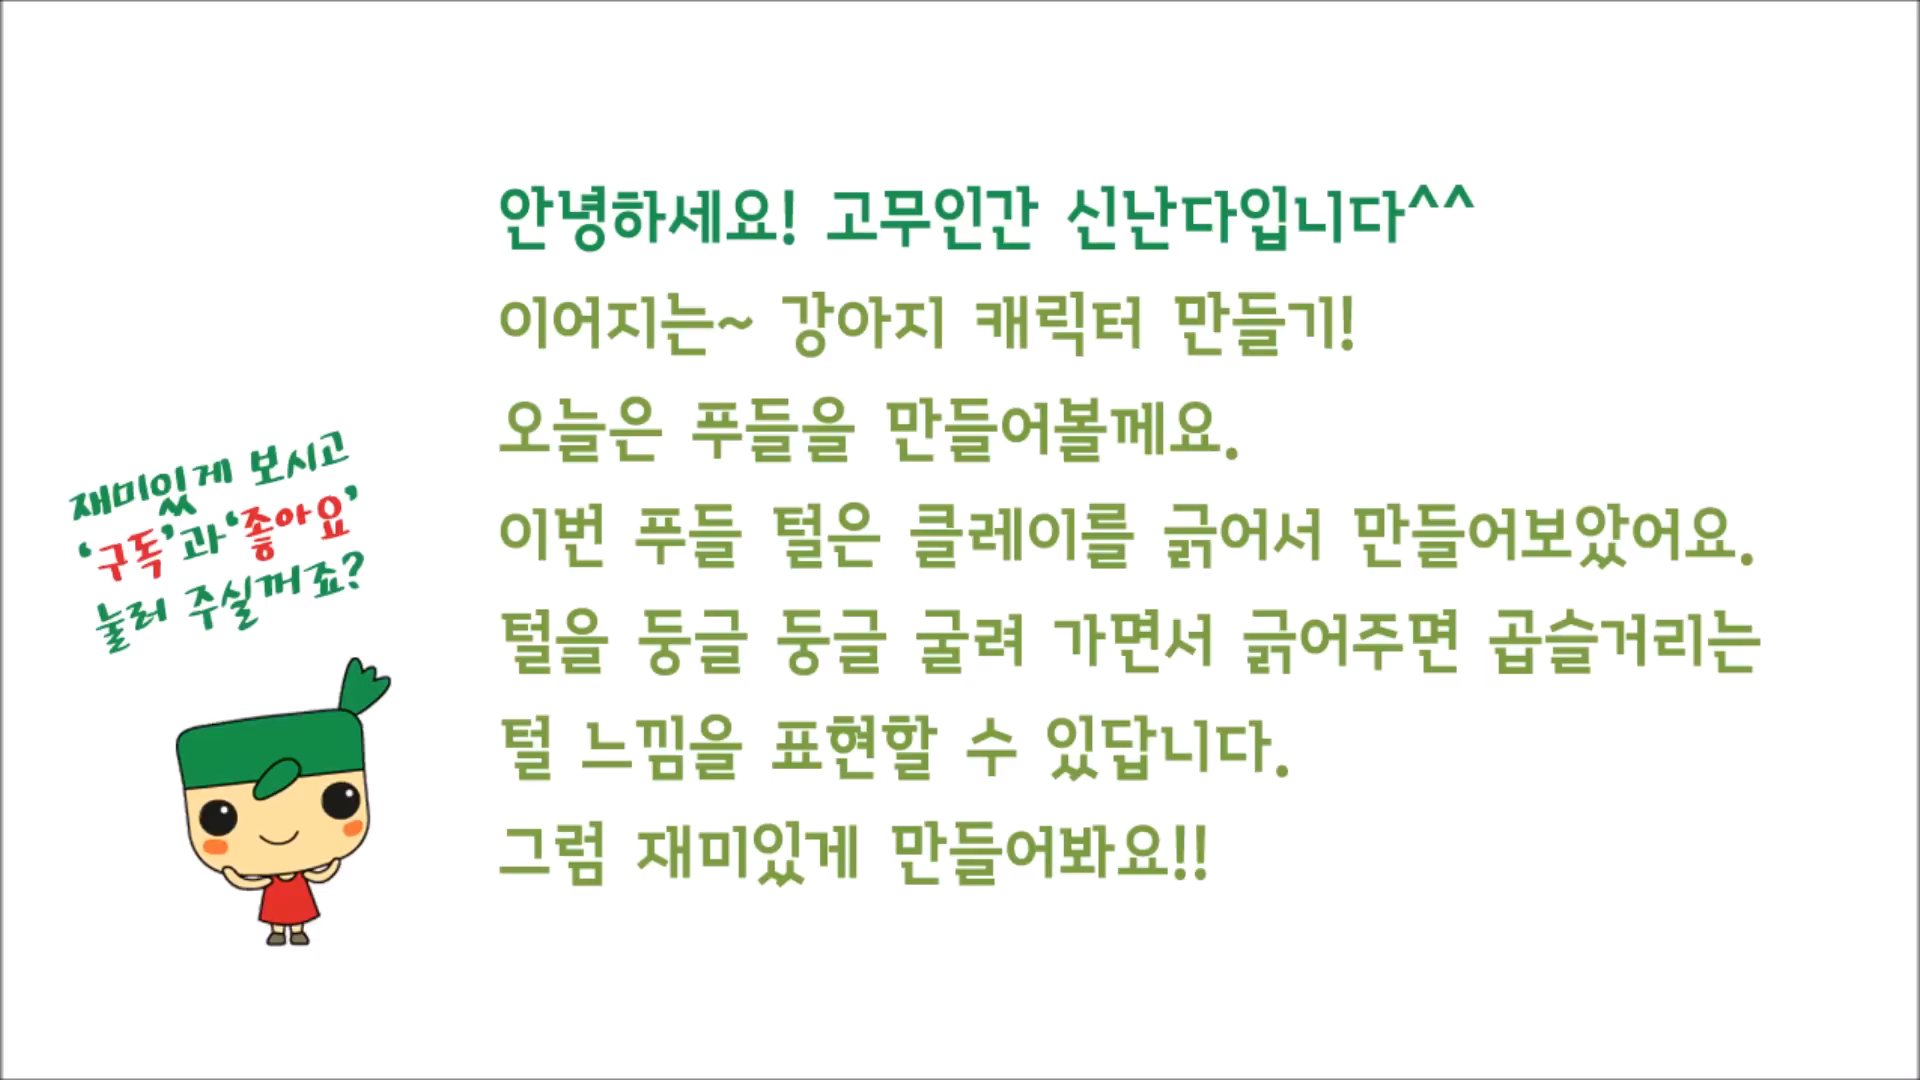 안녕하세요! 고무인간 신난다입니다^^
이어지는~ 강아지 캐릭터 만들기!
오늘은 푸들을 만들어볼께요.
이번 푸들 털은 클레이를 긁어서 만들어보았어요.
털을 둥글 둥글 굴려 가면서 긁어주면 곱슬거리는
털 느낌을 표현할 수 있답니다.
그럼 재미있게 만들어봐요!!
재미있게 보시고
‘구독’과 ‘좋아요’
눌러 주실꺼죠?